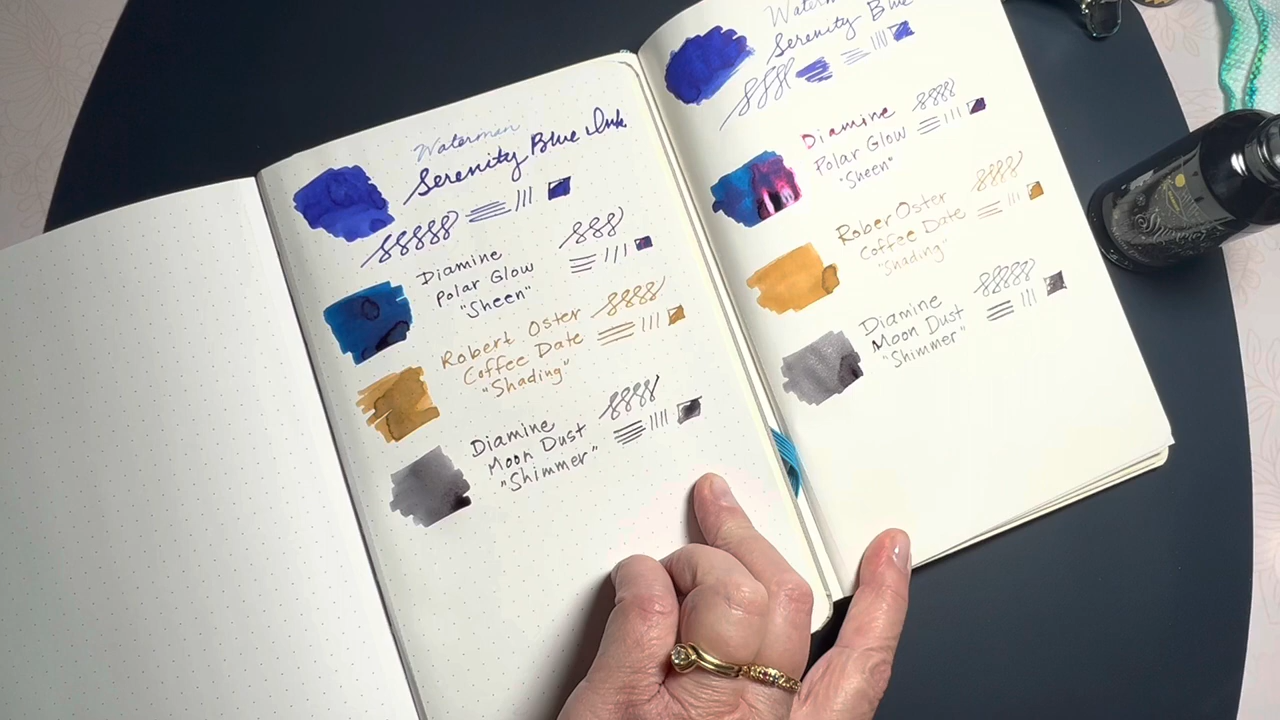 Waterman
Serenity Blue Ink
Diamine
Polar Glow
"Sheen"
Robert Oster
Coffee Date
"Shading"
Diamine
Moon Dust
"Shimmer"
Waterman
Serenity Blue
Diamine
Polar Glow
"Sheen"
Rober Oster
Coffee Date
"Shading"
Diamine
Moon Dust
"Shimmer"